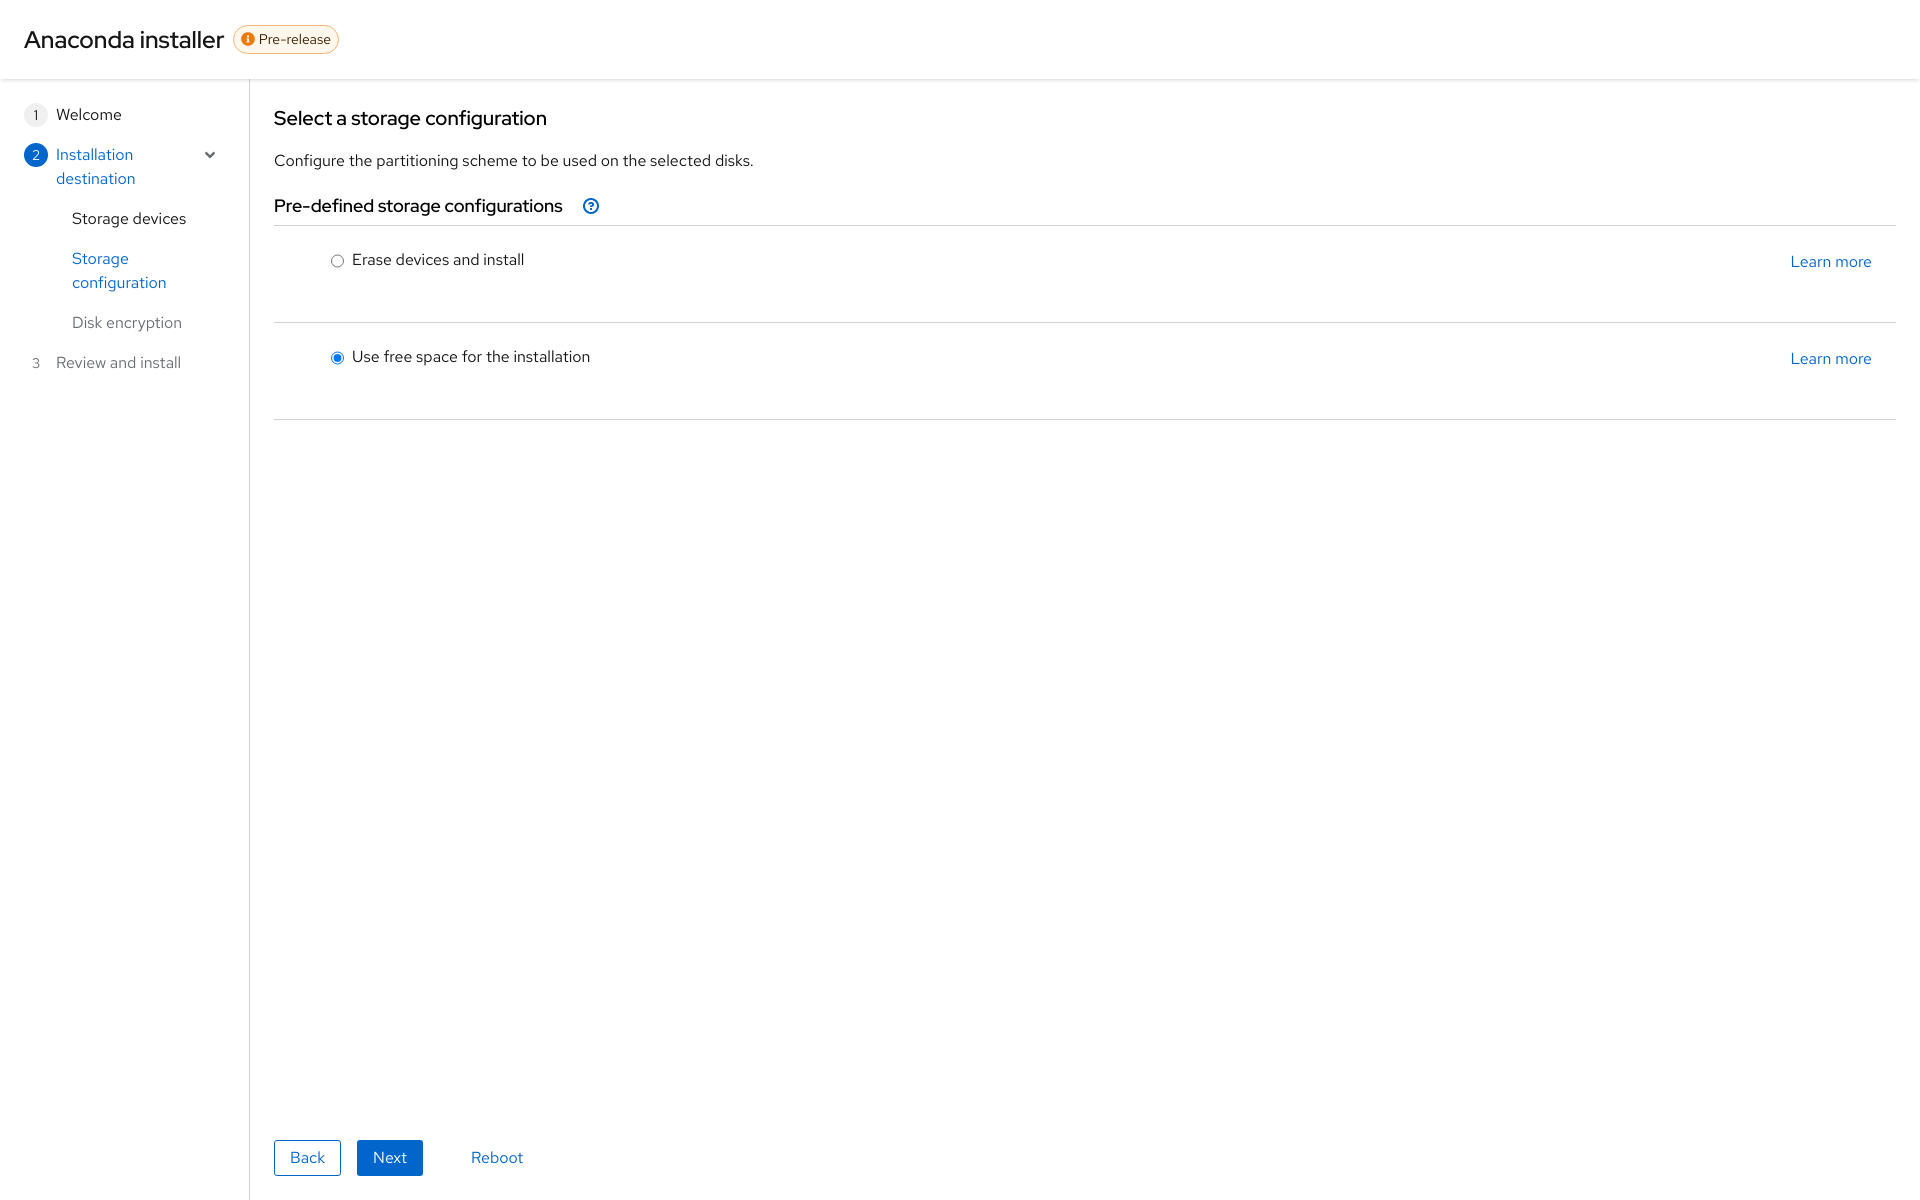 Anaconda installer
Pre-release
1 Welcome
2 Installation
destination
Storage devices
Storage
configuration
Disk encryption
3 Review and install
Select a storage configuration
Configure the partitioning scheme to be used on the selected disks.
Pre-defined storage configurations
Erase devices and install
Learn more
Use free space for the installation
Learn more
Back
Next
Reboot